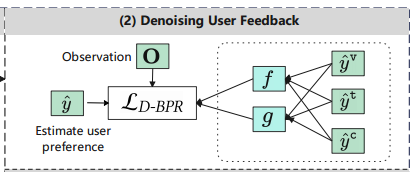 (2) Denoising User Feedback
Observation O
ŷ
Estimate user
preference
ℒD-BPR
f
g
ŷᵛ
ŷᵗ
ŷᶜ